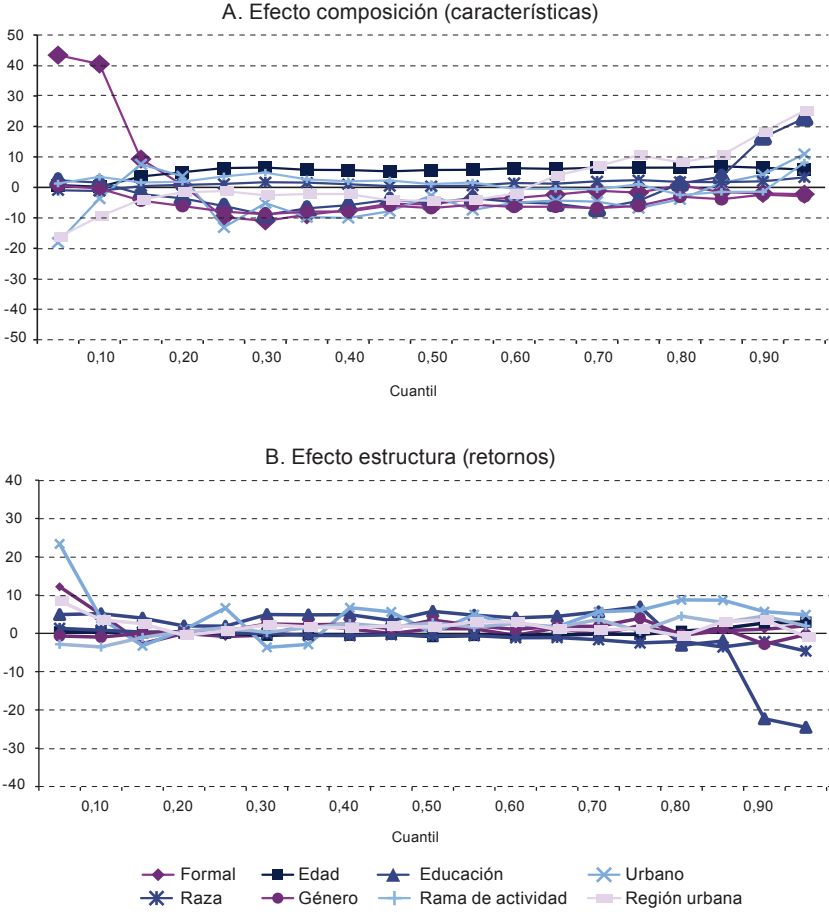 A. Efecto composición (características)
50
40
30
20
10
0
-10
-20
-30
-40
-50
0,10 0,20 0,30 0,40 0,50 0,60 0,70 0,80 0,90
Cuantil
B. Efecto estructura (retornos)
40
30
20
10
0
-10
-20
-30
-40
0,10 0,20 0,30 0,40 0,50 0,60 0,70 0,80 0,90
Cuantil
Formal Edad Educación Urbano
Raza Género Rama de actividad Región urbana